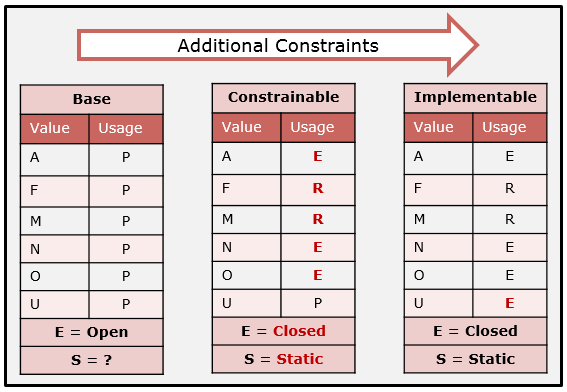 Additional Constraints
Base
Value Usage
A P
F P
M P
N P
O P
U P
E = Open
S = ?
Constrainable
Value Usage
A E
F R
M R
N E
O E
U P
E = Closed
S = Static
Implementable
Value Usage
A E
F R
M R
N E
O E
U E
E = Closed
S = Static